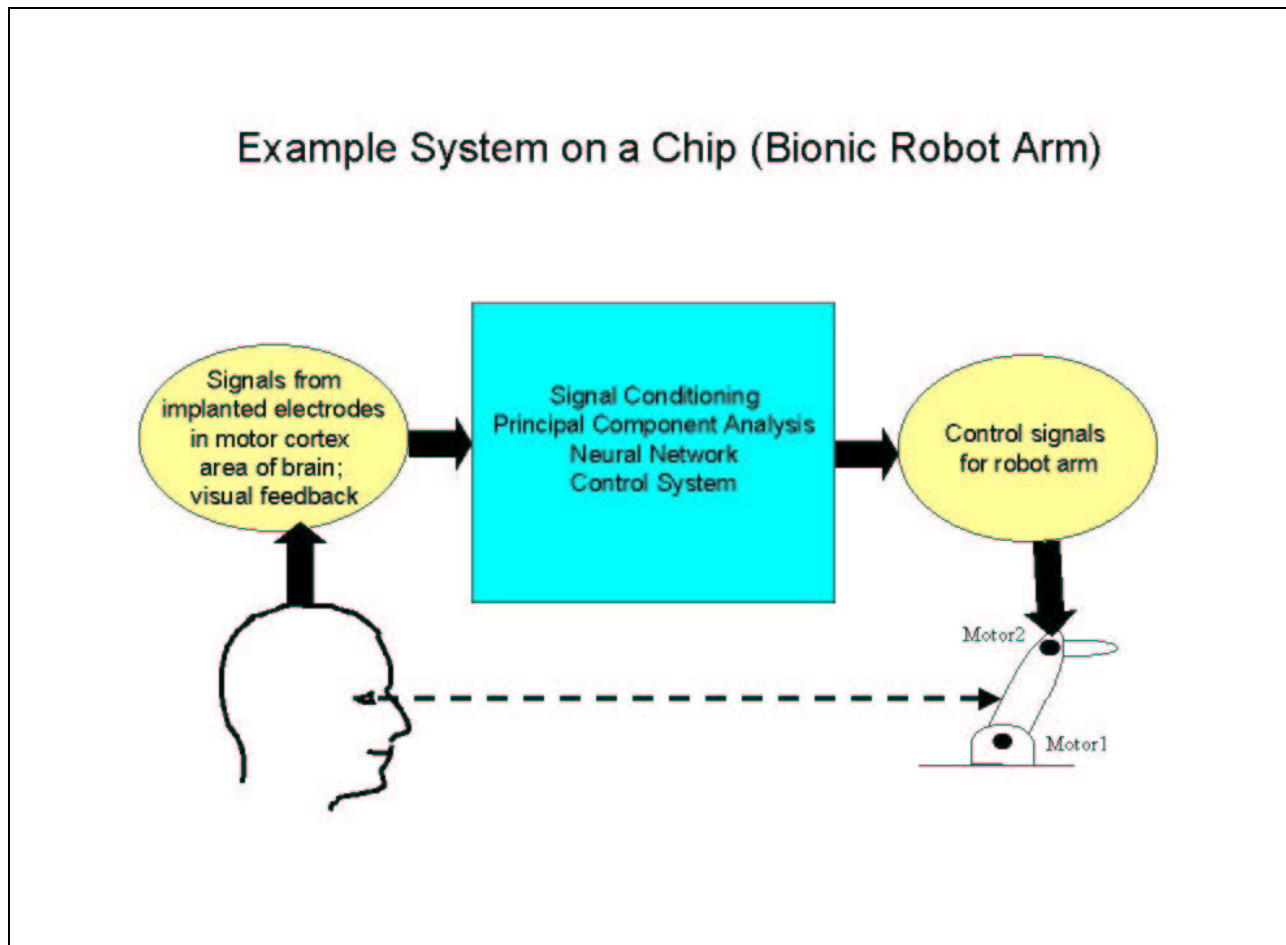 Example System on a Chip (Bionic Robot Arm)
Signals from
implanted electrodes
in motor cortex
area of brain;
visual feedback
Signal Conditioning
Principal Component Analysis
Neural Network
Control System
Control signals
for robot arm
Motor2
Motor1